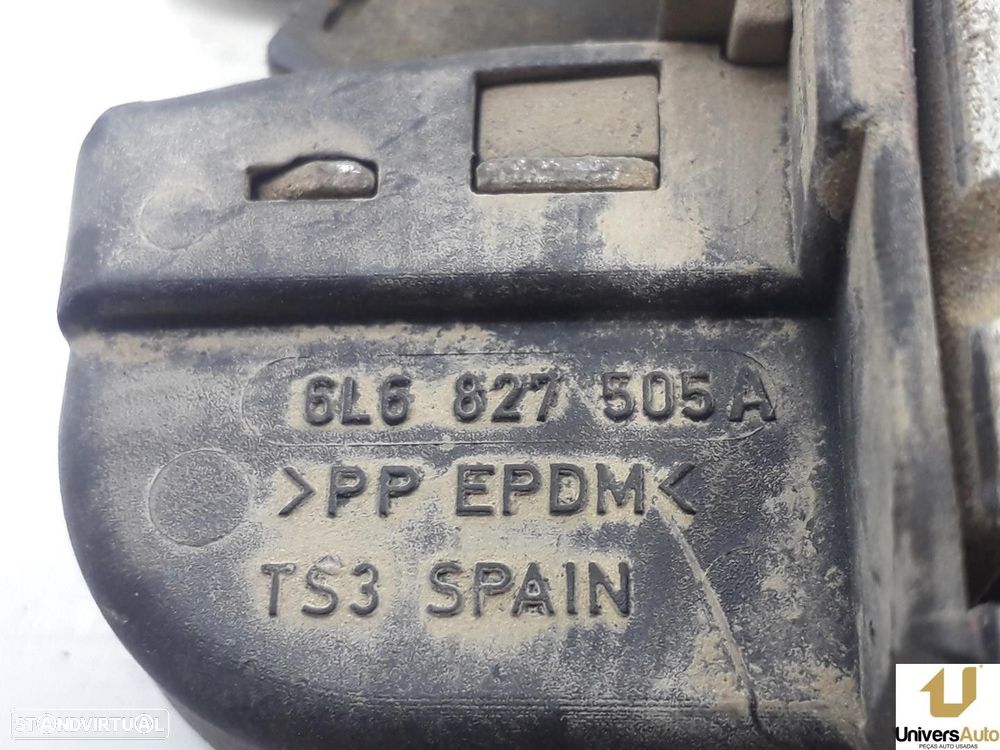 6L6 827 505 A
>PP EPDM<
TS3 SPAIN
STANDVIRTUAL
UniversAuto
PEÇAS AUTO USADAS